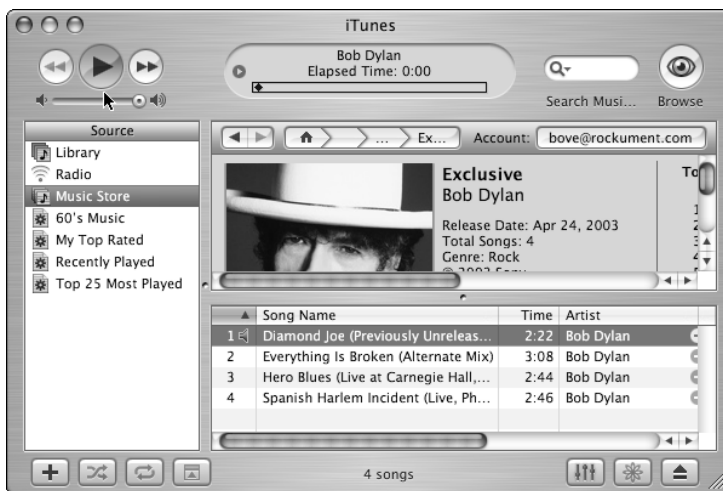 iTunes
Bob Dylan
Elapsed Time: 0:00
Search Musi...
Browse
Source
Library
Radio
Music Store
60's Music
My Top Rated
Recently Played
Top 25 Most Played
... Ex...
Account: bove@rockument.com
Exclusive
Bob Dylan
Release Date: Apr 24, 2003
Total Songs: 4
Genre: Rock
To
Song Name Time Artist
1 Diamond Joe (Previously Unreleas... 2:22 Bob Dylan
2 Everything Is Broken (Alternate Mix) 3:08 Bob Dylan
3 Hero Blues (Live at Carnegie Hall,... 2:44 Bob Dylan
4 Spanish Harlem Incident (Live, Ph... 2:46 Bob Dylan
4 songs